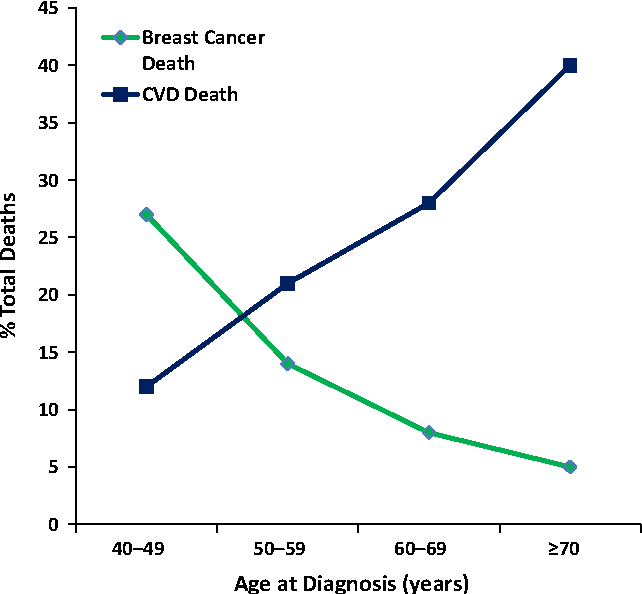 45
40
35
30
25
20
15
10
5
0
% Total Deaths
Breast Cancer
Death
CVD Death
40–49 50–59 60–69 ≥70
Age at Diagnosis (years)